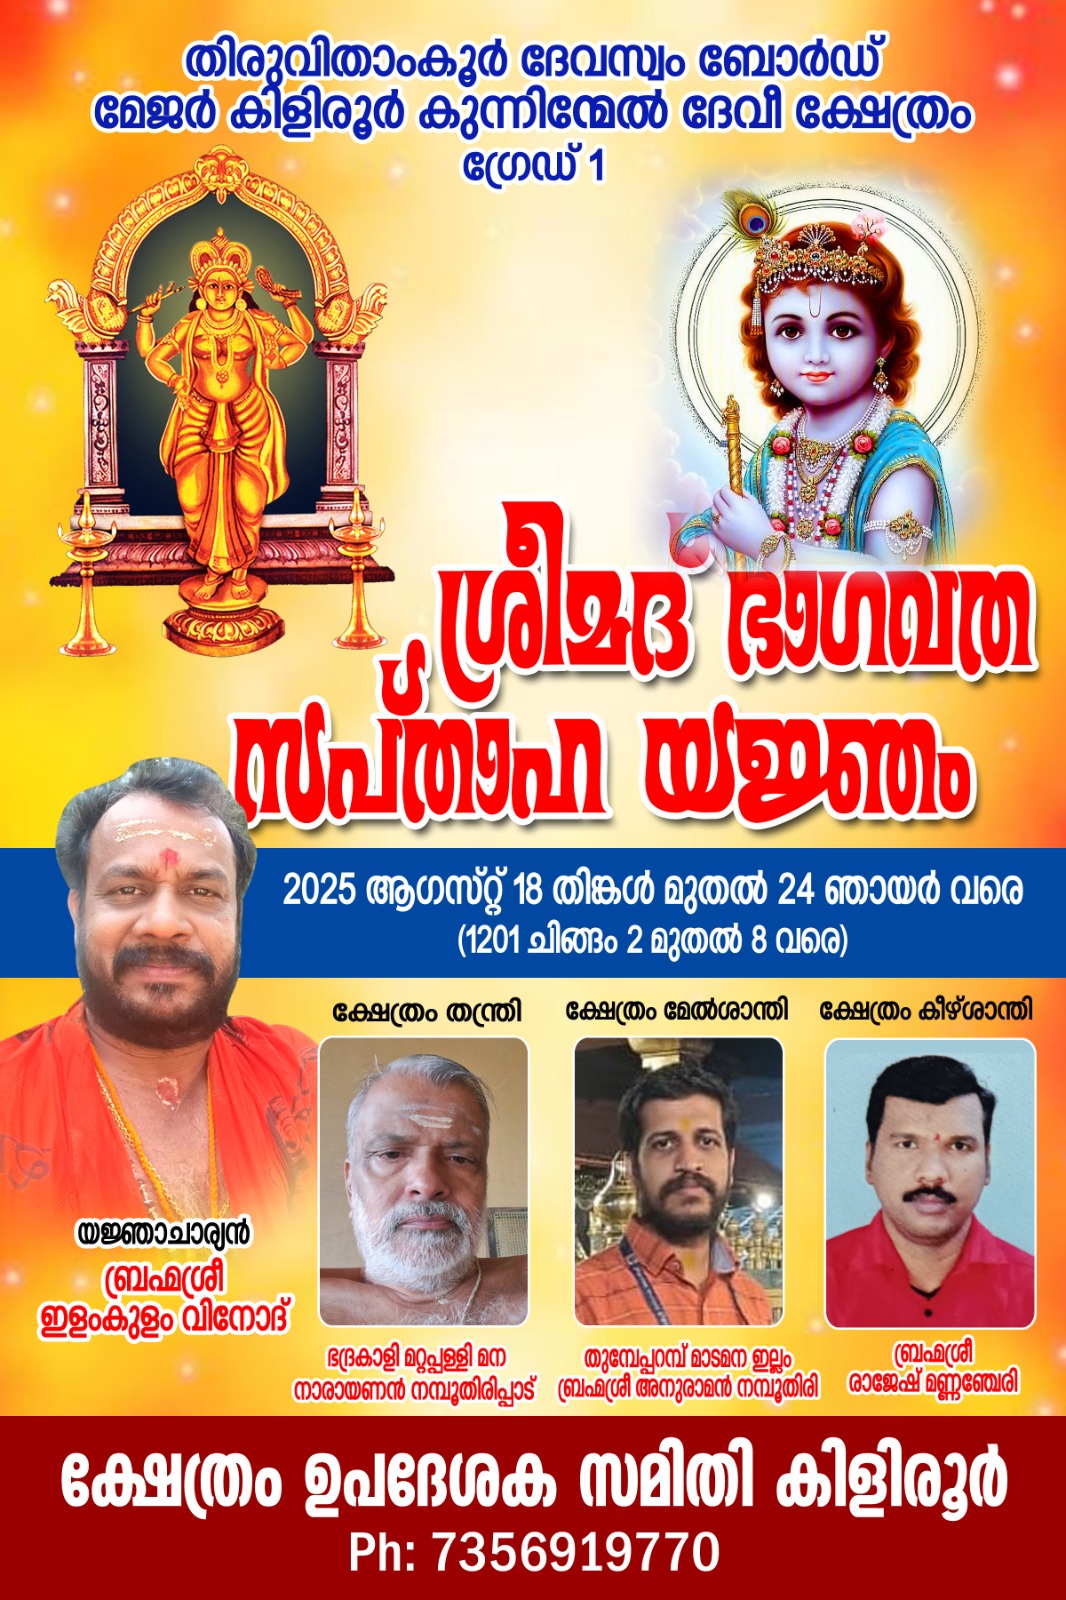 തിരുവിതാംകൂർ ദേവസ്വം ബോർഡ്
മേജർ കിളിരൂർ കുന്നിന്മേൽ ദേവീ ക്ഷേത്രം
ഗ്രേഡ് 1
ശ്രീമദ് ഭാഗവത
സപ്താഹ യജ്ഞം
2025 ആഗസ്റ്റ് 18 തിങ്കൾ മുതൽ 24 ഞായർ വരെ
(1201 ചിങ്ങം 2 മുതൽ 8 വരെ)
ക്ഷേത്രം തന്ത്രി
ക്ഷേത്രം മേൽശാന്തി
ക്ഷേത്രം കീഴ്ശാന്തി
യജ്ഞാചാര്യൻ
ബ്രഹ്മശ്രീ
ഇളംകുളം വിനോദ്
ഭദ്രകാളി മറ്റപ്പള്ളി മന
നാരായണൻ നമ്പൂതിരിപ്പാട്
തുമ്പേപ്പറമ്പ് മാടമന ഇല്ലം
ബ്രഹ്മശ്രീ അനുരാമൻ നമ്പൂതിരി
ബ്രഹ്മശ്രീ
രാജേഷ് മണ്ണഞ്ചേരി
ക്ഷേത്രം ഉപദേശക സമിതി കിളിരൂർ
Ph: 7356919770